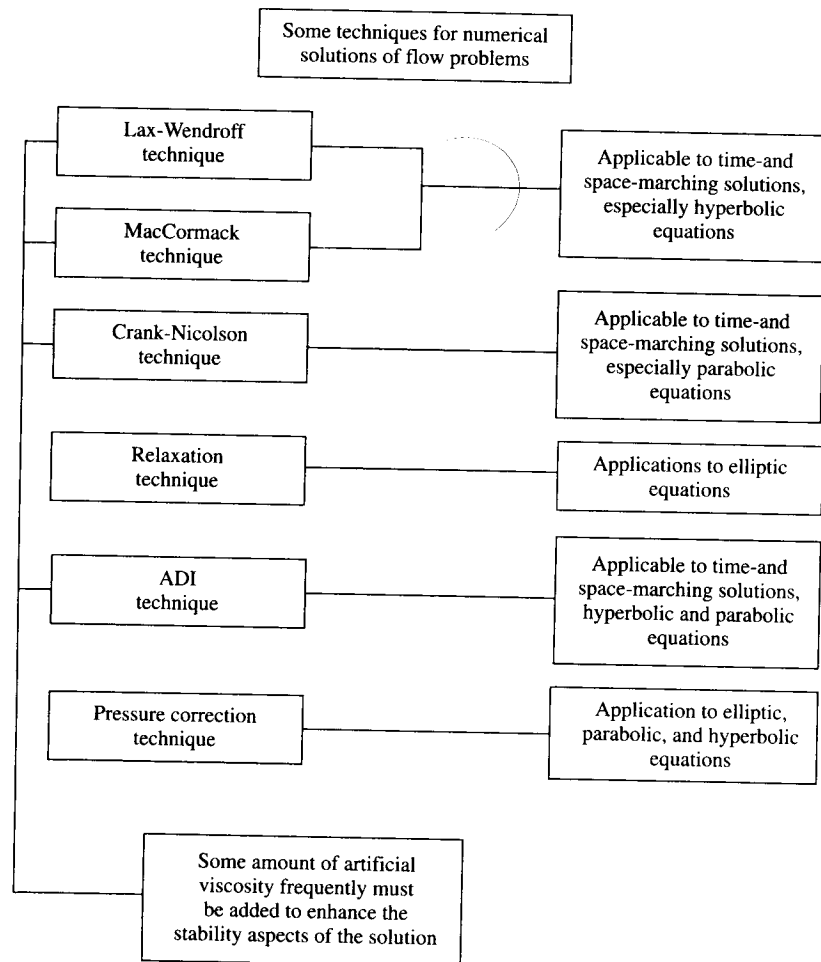 Some techniques for numerical
solutions of flow problems
Lax-Wendroff
technique
Applicable to time-and
space-marching solutions,
especially hyperbolic
equations
MacCormack
technique
Crank-Nicolson
technique
Applicable to time-and
space-marching solutions,
especially parabolic
equations
Relaxation
technique
Applications to elliptic
equations
ADI
technique
Applicable to time-and
space-marching solutions,
hyperbolic and parabolic
equations
Pressure correction
technique
Application to elliptic,
parabolic, and hyperbolic
equations
Some amount of artificial
viscosity frequently must
be added to enhance the
stability aspects of the solution